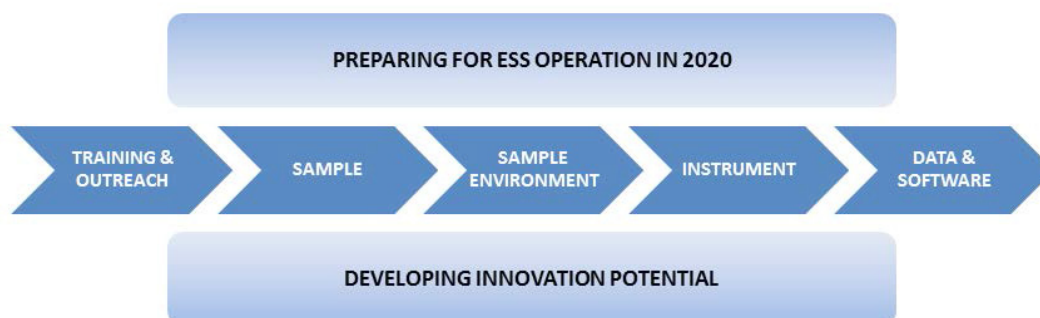 PREPARING FOR ESS OPERATION IN 2020
TRAINING &
OUTREACH
SAMPLE
SAMPLE
ENVIRONMENT
INSTRUMENT
DATA &
SOFTWARE
DEVELOPING INNOVATION POTENTIAL